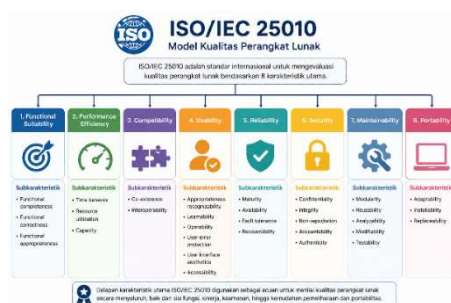 ISO
ISO/IEC 25010
Model Kualitas Perangkat Lunak
ISO/IEC 25010 adalah standar internasional untuk mengevaluasi
kualitas perangkat lunak berdasarkan 8 karakteristik utama.
1. Functional
Suitability
Subkarakteristik
• Functional
completeness
• Functional
correctness
• Functional
appropriateness
2. Performance
Efficiency
Subkarakteristik
• Time behavior
• Resource
utilization
• Capacity
3. Compatibility
Subkarakteristik
• Co-existence
• Interoperability
4. Usability
Subkarakteristik
• Appropriateness
recognizability
• Learnability
• Operability
• User error
protection
• User interface
aesthetics
• Accessibility
5. Reliability
Subkarakteristik
• Maturity
• Availability
• Fault tolerance
• Recoverability
6. Security
Subkarakteristik
• Confidentiality
• Integrity
• Non-repudiation
• Accountability
• Authenticity
7. Maintainability
Subkarakteristik
• Modularity
• Reusability
• Analysability
• Modifiability
• Testability
8. Portability
Subkarakteristik
• Adaptability
• Installability
• Replaceability
Delapan karakteristik utama ISO/IEC 25010 digunakan sebagai acuan untuk menilai kualitas perangkat lunak
secara menyeluruh, baik dari sisi fungsi, kinerja, keamanan, hingga kemudahan pemeliharaan dan portabilitas.